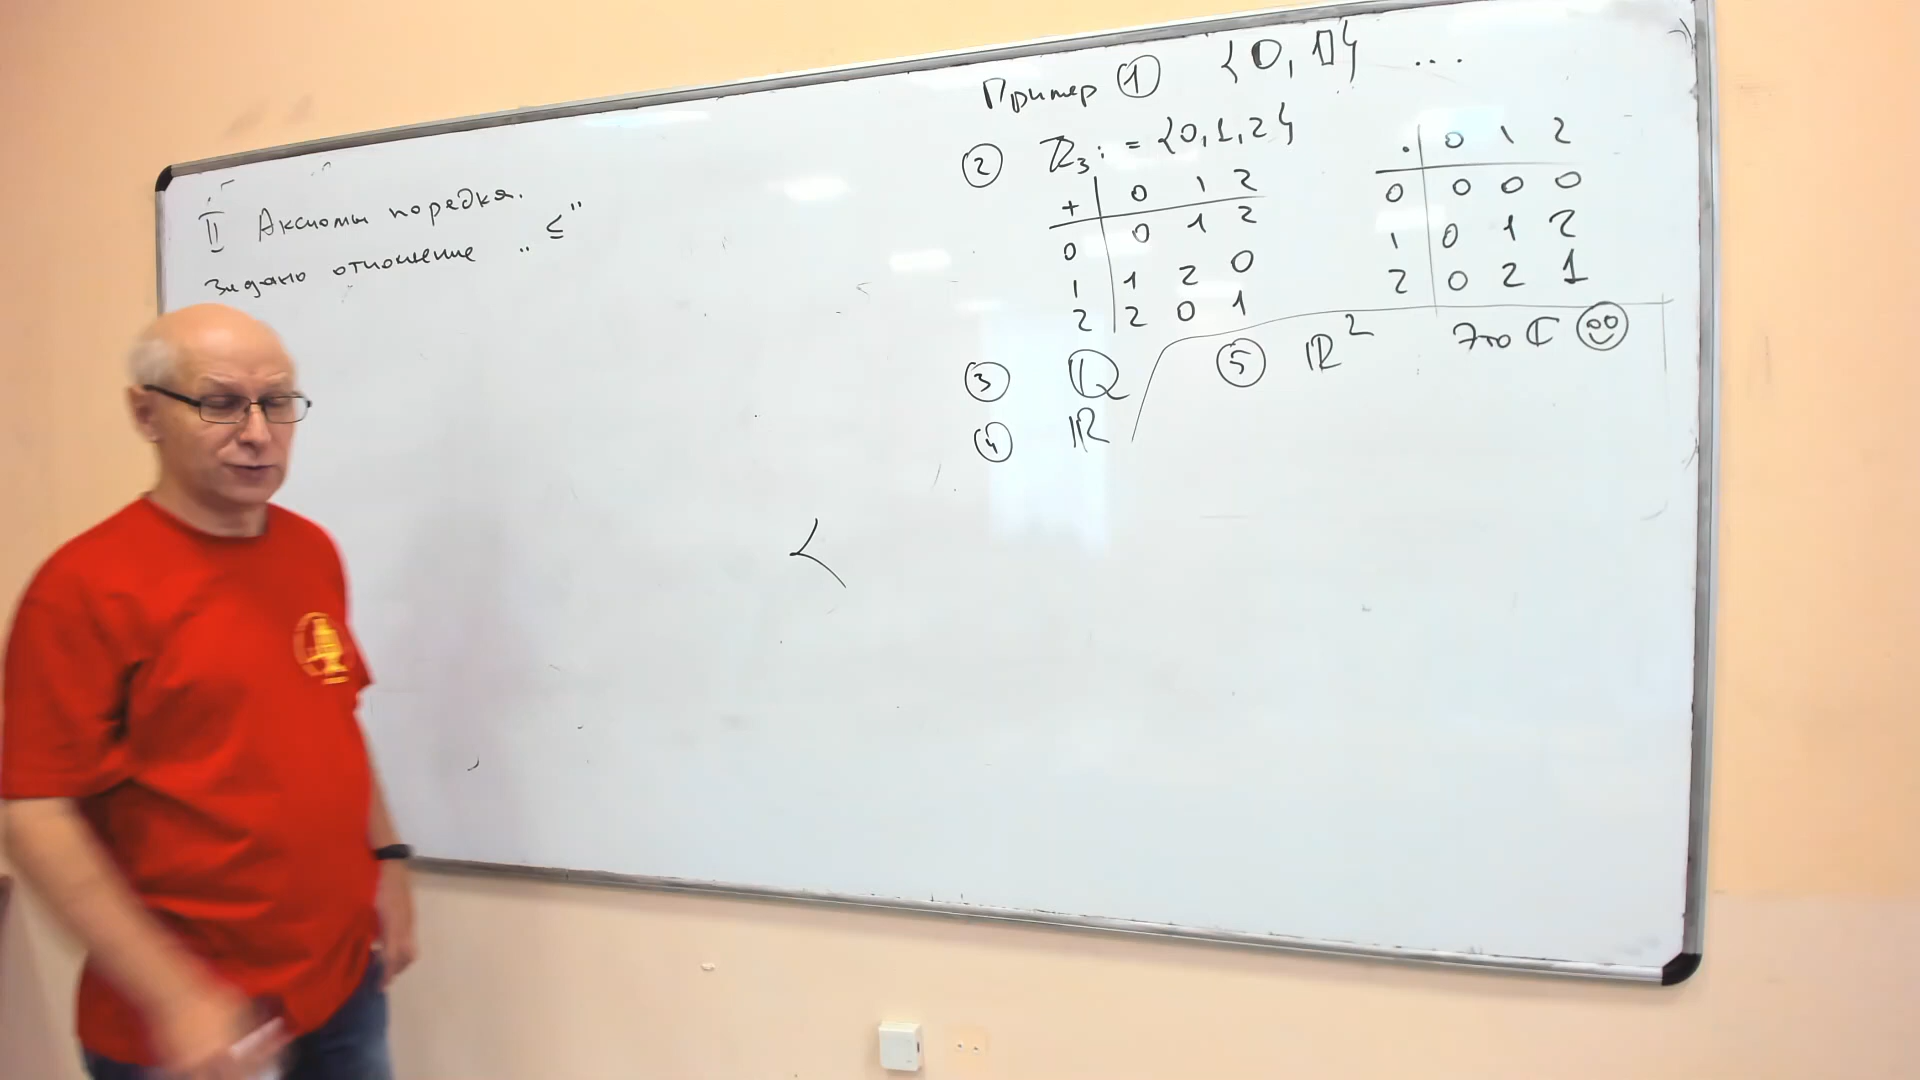 II Аксиомы порядка.
Задано отношение „≤"
<
Пример ① {0, 1} ...
② ℤ₃ := {0,1,2}
+ | 0 1 2
0 | 0 1 2
1 | 1 2 0
2 | 2 0 1
· | 0 1 2
0 | 0 0 0
1 | 0 1 2
2 | 0 2 1
③ ℚ
④ ℝ
⑤ ℝ² Это ℂ